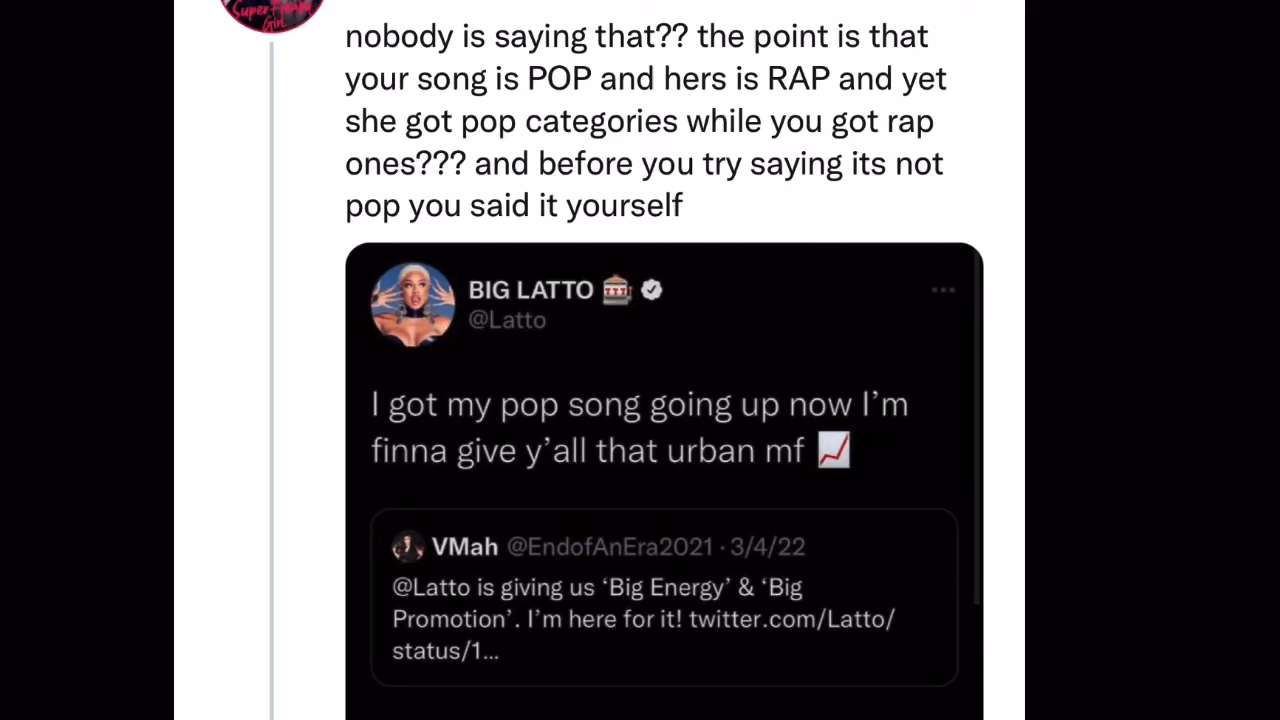 Super Freaky
Girl
nobody is saying that?? the point is that
your song is POP and hers is RAP and yet
she got pop categories while you got rap
ones??? and before you try saying its not
pop you said it yourself
BIG LATTO
@Latto
I got my pop song going up now I’m
finna give y’all that urban mf
VMah @EndofAnEra2021 · 3/4/22
@Latto is giving us ‘Big Energy’ & ‘Big
Promotion’. I’m here for it! twitter.com/Latto/
status/1...